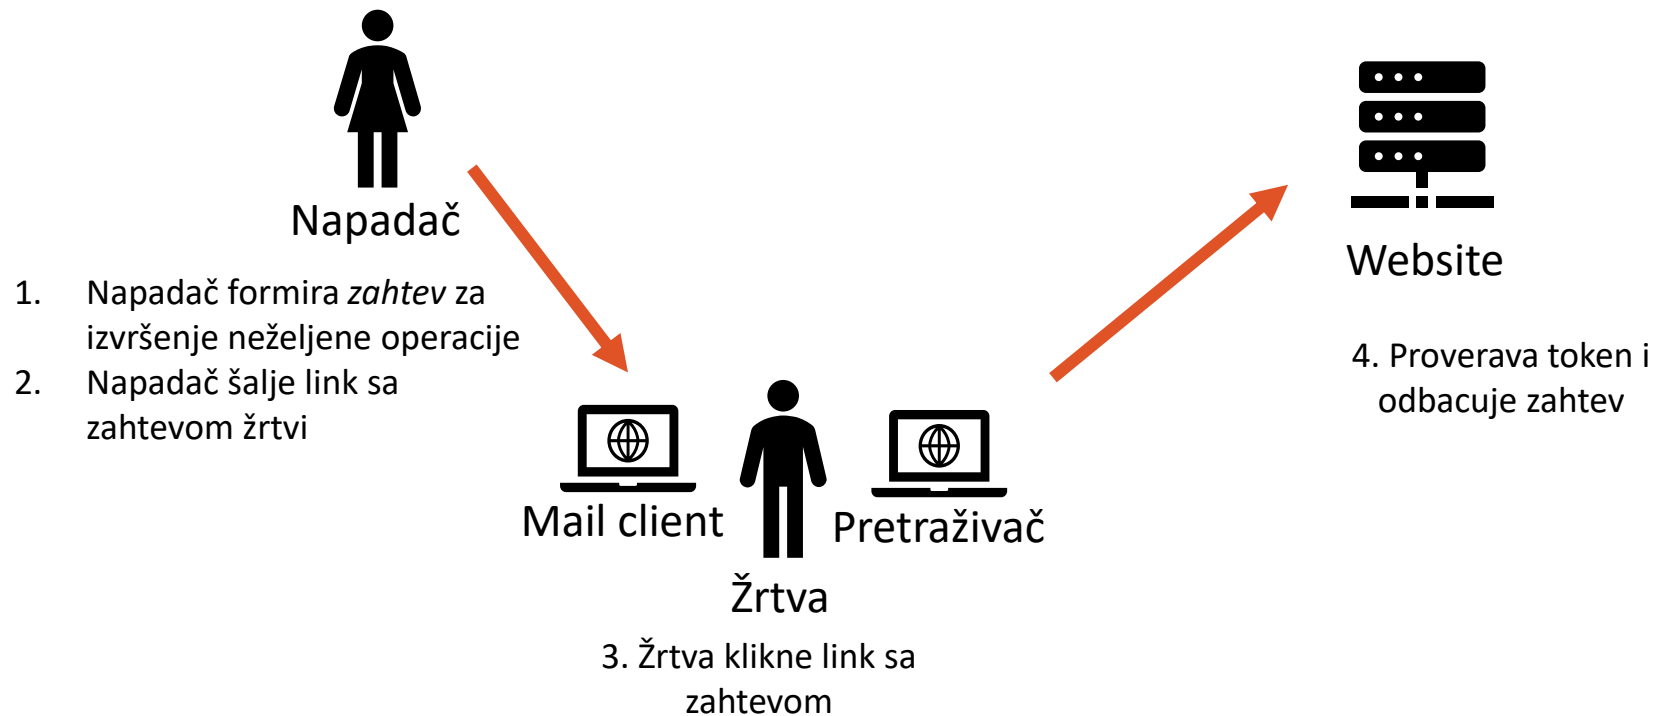 Napadač
1. Napadač formira zahtev za
izvršenje neželjene operacije
2. Napadač šalje link sa
zahtevom žrtvi
Mail client
Pretraživač
Žrtva
3. Žrtva klikne link sa
zahtevom
Website
4. Proverava token i
odbacuje zahtev